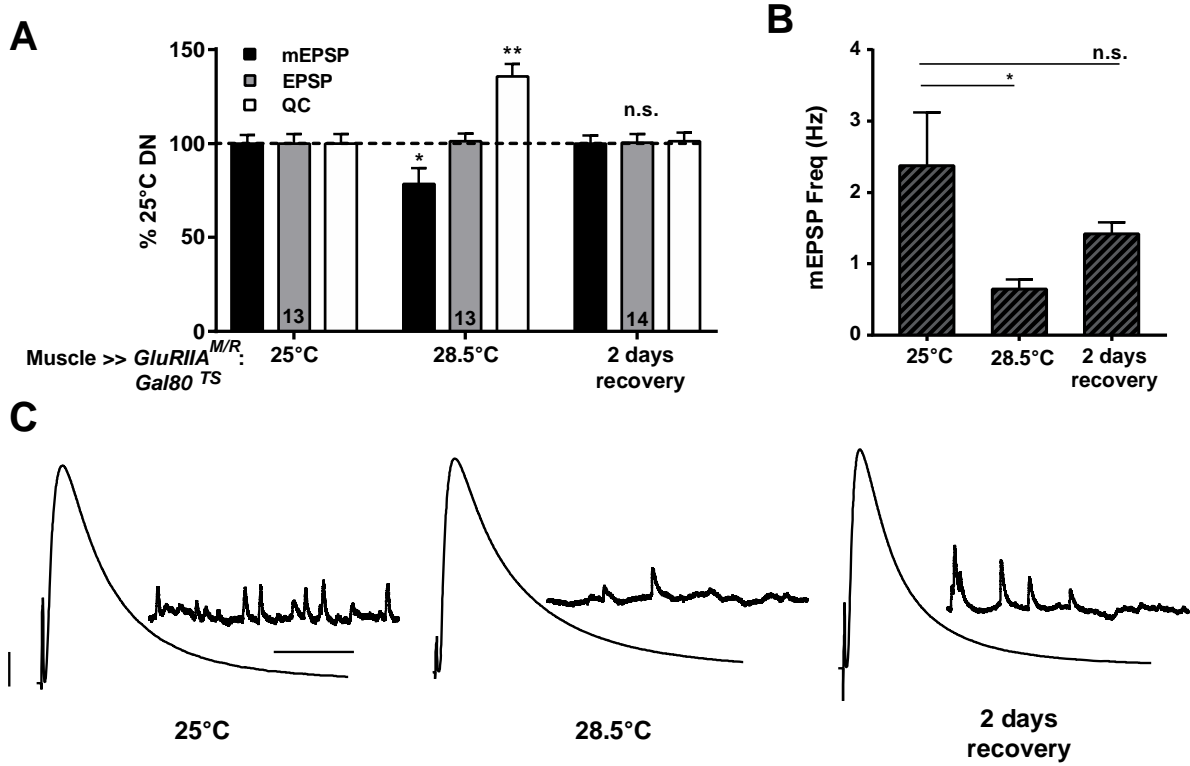 A
150
100
50
0
% 25°C DN
mEPSP
EPSP
QC
*
**
n.s.
13
13
14
Muscle >> GluRIIA^M/R :
Gal80 ^TS
25°C
28.5°C
2 days
recovery
B
4
3
2
1
0
mEPSP Freq (Hz)
n.s.
*
25°C
28.5°C
2 days
recovery
C
25°C
28.5°C
2 days
recovery